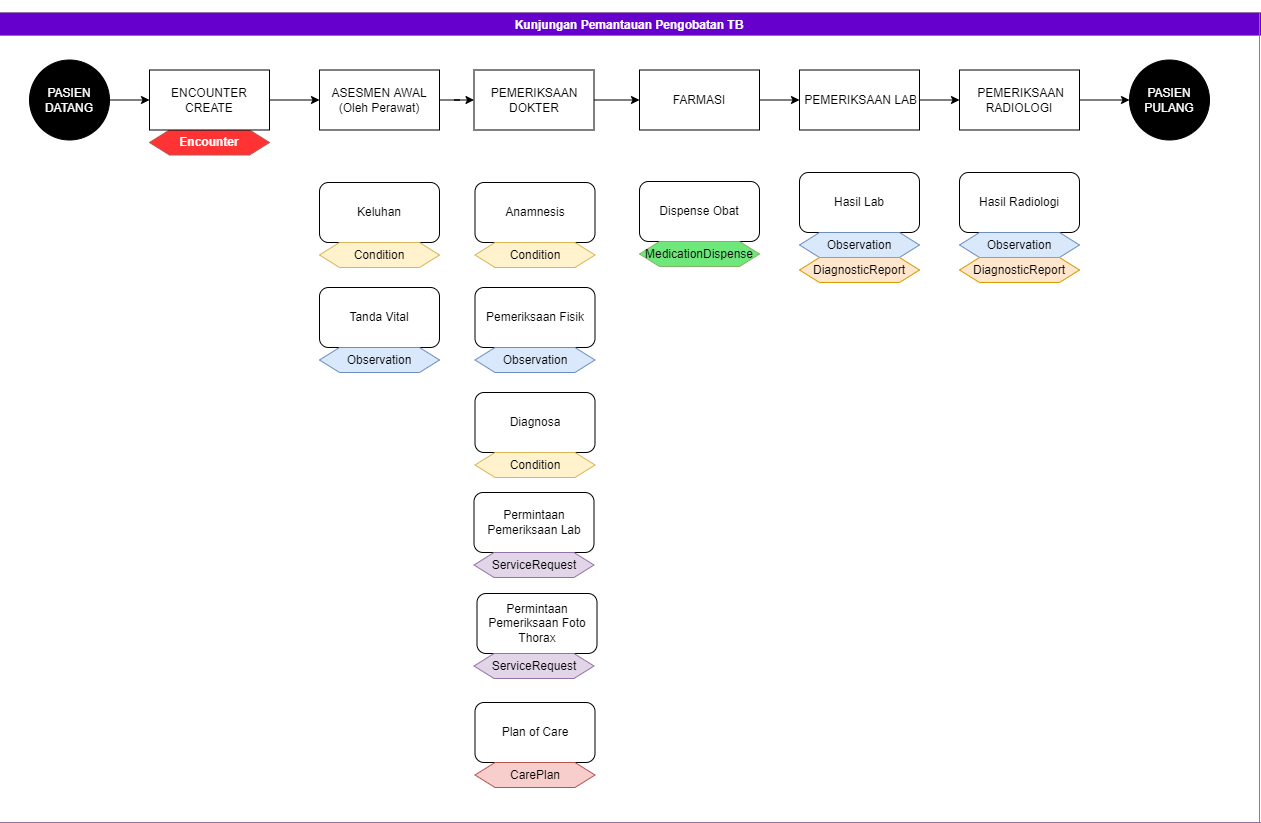 Kunjungan Pemantauan Pengobatan TB
PASIEN
DATANG
ENCOUNTER
CREATE
Encounter
ASESMEN AWAL
(Oleh Perawat)
PEMERIKSAAN
DOKTER
FARMASI
PEMERIKSAAN LAB
PEMERIKSAAN
RADIOLOGI
PASIEN
PULANG
Keluhan
Condition
Tanda Vital
Observation
Anamnesis
Condition
Pemeriksaan Fisik
Observation
Diagnosa
Condition
Permintaan
Pemeriksaan Lab
ServiceRequest
Permintaan
Pemeriksaan Foto
Thorax
ServiceRequest
Plan of Care
CarePlan
Dispense Obat
MedicationDispense
Hasil Lab
Observation
DiagnosticReport
Hasil Radiologi
Observation
DiagnosticReport